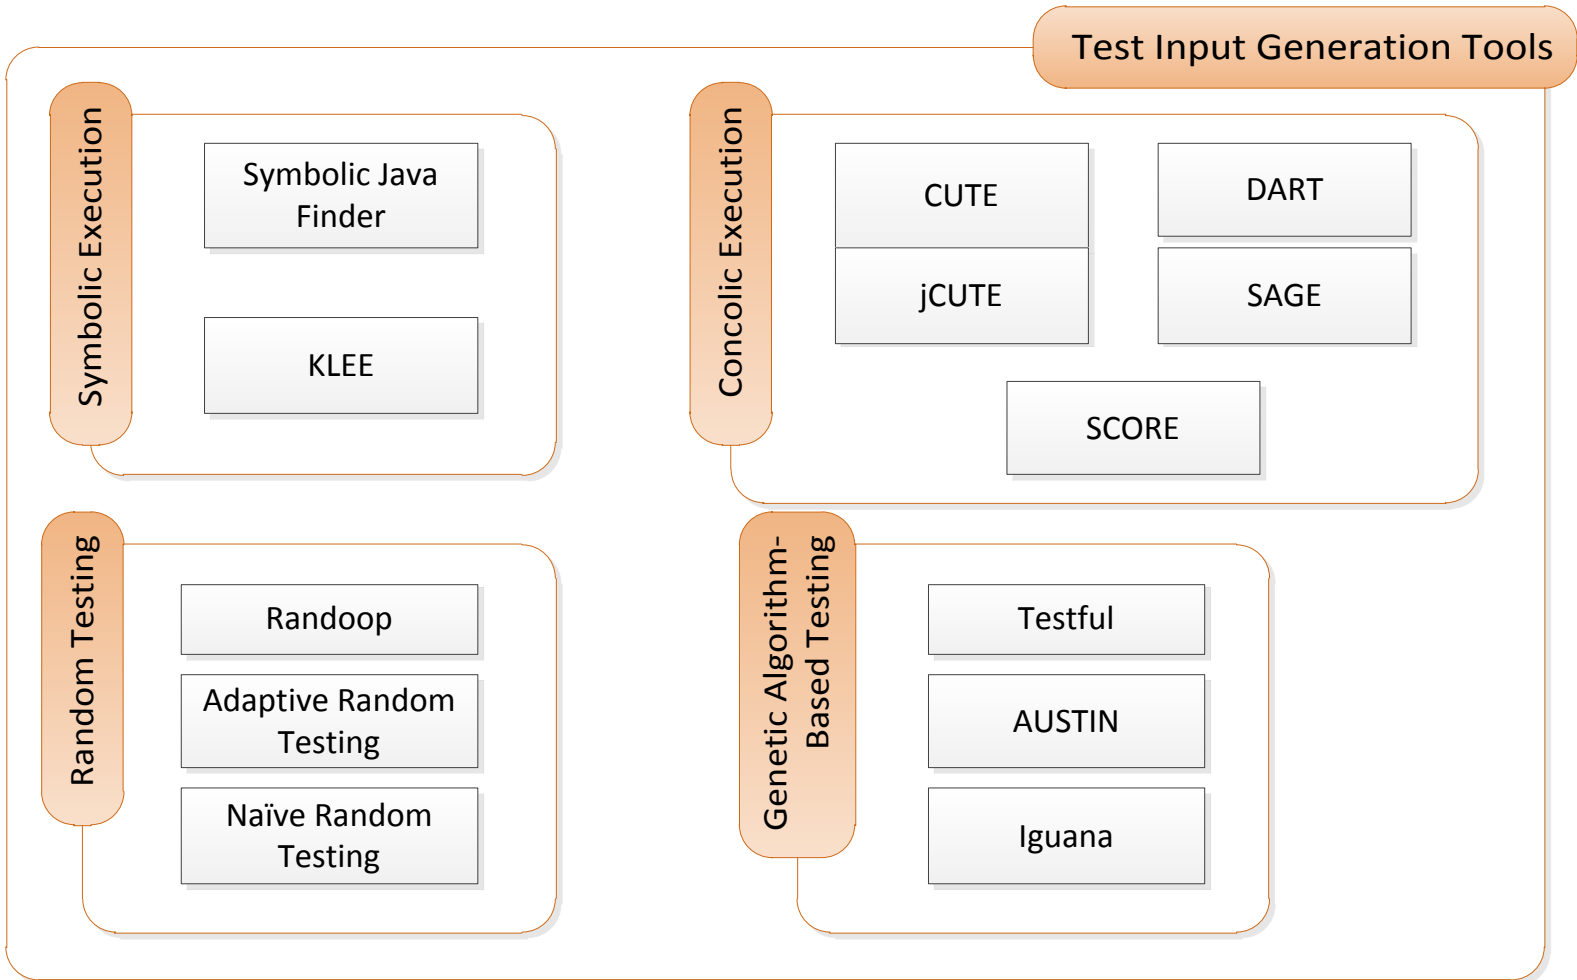 Test Input Generation Tools
Symbolic Execution
Symbolic Java
Finder
KLEE
Concolic Execution
CUTE
DART
jCUTE
SAGE
SCORE
Random Testing
Randoop
Adaptive Random
Testing
Naïve Random
Testing
Genetic Algorithm-
Based Testing
Testful
AUSTIN
Iguana